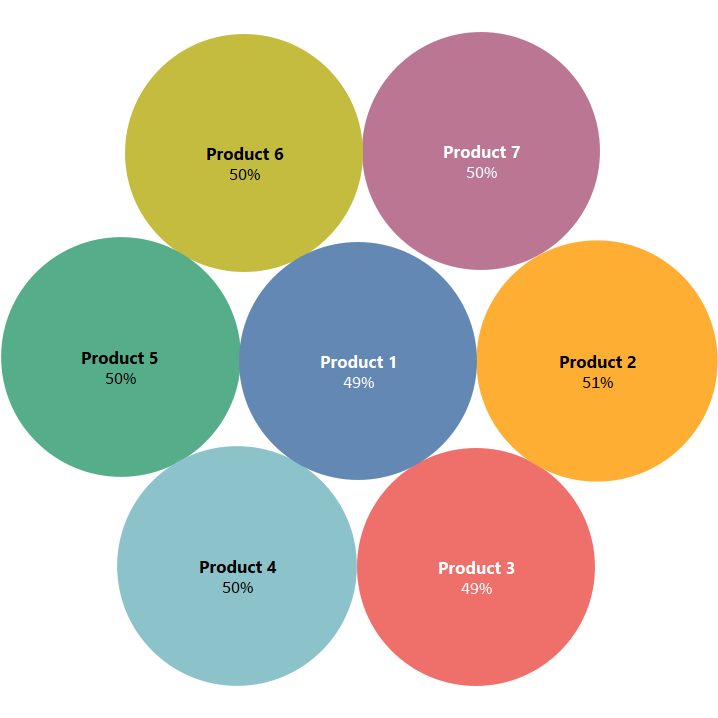 Product 6
50%
Product 7
50%
Product 5
50%
Product 1
49%
Product 2
51%
Product 4
50%
Product 3
49%